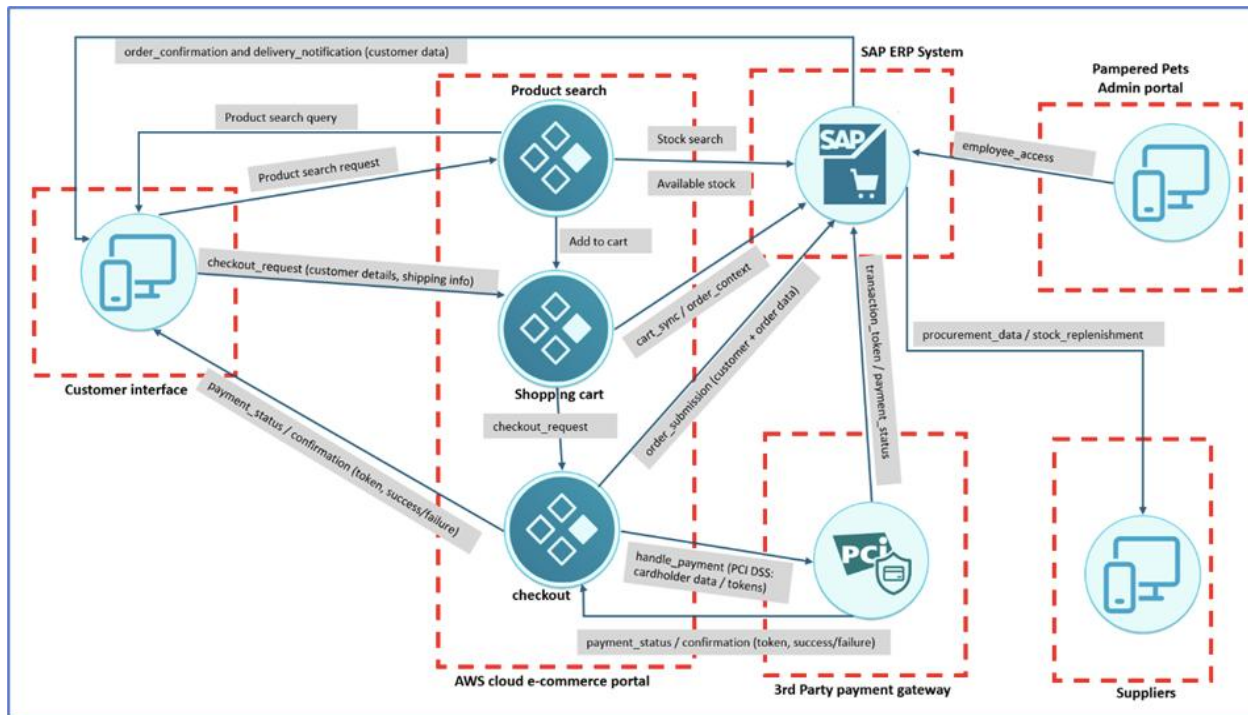 order_confirmation and delivery_notification (customer data)
SAP ERP System
Pampered Pets
Admin portal
Product search
Product search query
Stock search
employee_access
Product search request
Available stock
SAP
Add to cart
checkout_request (customer details, shipping info)
cart_sync / order_context
transaction_token / payment_status
procurement_data / stock_replenishment
Customer interface
Shopping cart
payment_status / confirmation (token, success/failure)
checkout_request
order_submission (customer + order data)
handle_payment (PCI DSS:
cardholder data / tokens)
PCi
checkout
payment_status / confirmation (token, success/failure)
AWS cloud e-commerce portal
3rd Party payment gateway
Suppliers